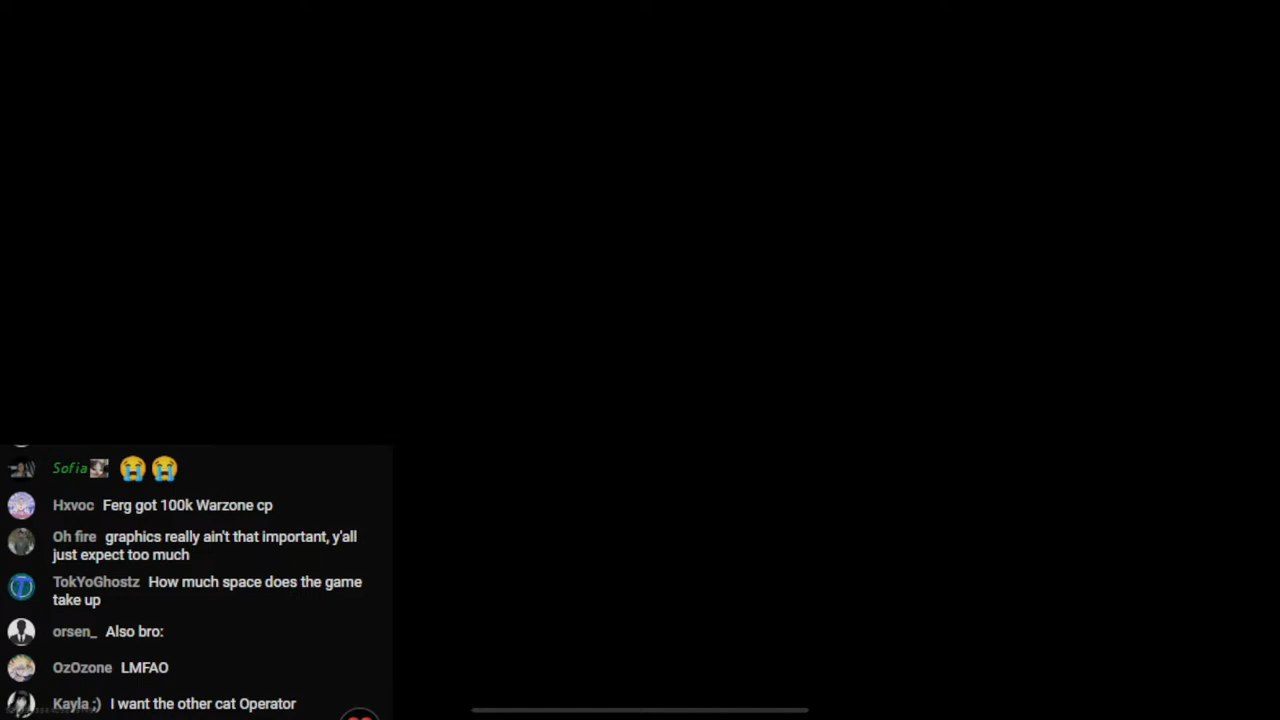 Sofia 😭😭
Hxvoc Ferg got 100k Warzone cp
Oh fire graphics really ain't that important, y'all
just expect too much
TokYoGhostz How much space does the game
take up
orsen_ Also bro:
OzOzone LMFAO
Kayla ;) I want the other cat Operator